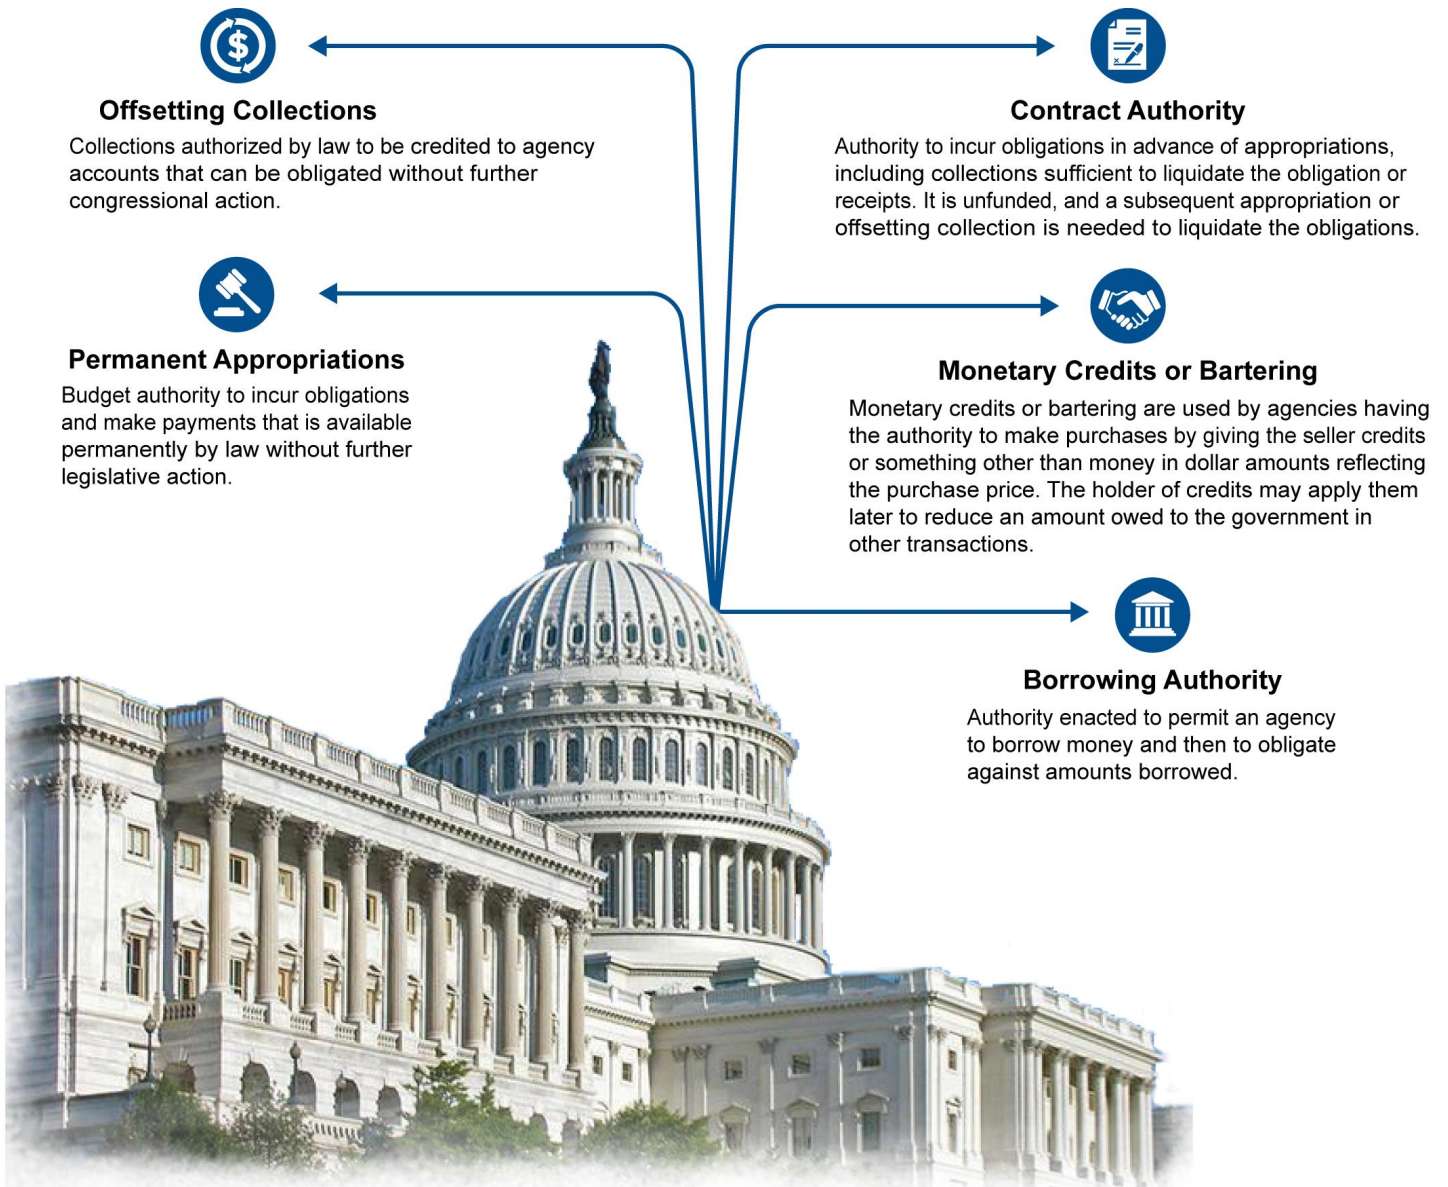 Offsetting Collections
Collections authorized by law to be credited to agency
accounts that can be obligated without further
congressional action.
Permanent Appropriations
Budget authority to incur obligations
and make payments that is available
permanently by law without further
legislative action.
Contract Authority
Authority to incur obligations in advance of appropriations,
including collections sufficient to liquidate the obligation or
receipts. It is unfunded, and a subsequent appropriation or
offsetting collection is needed to liquidate the obligations.
Monetary Credits or Bartering
Monetary credits or bartering are used by agencies having
the authority to make purchases by giving the seller credits
or something other than money in dollar amounts reflecting
the purchase price. The holder of credits may apply them
later to reduce an amount owed to the government in
other transactions.
Borrowing Authority
Authority enacted to permit an agency
to borrow money and then to obligate
against amounts borrowed.